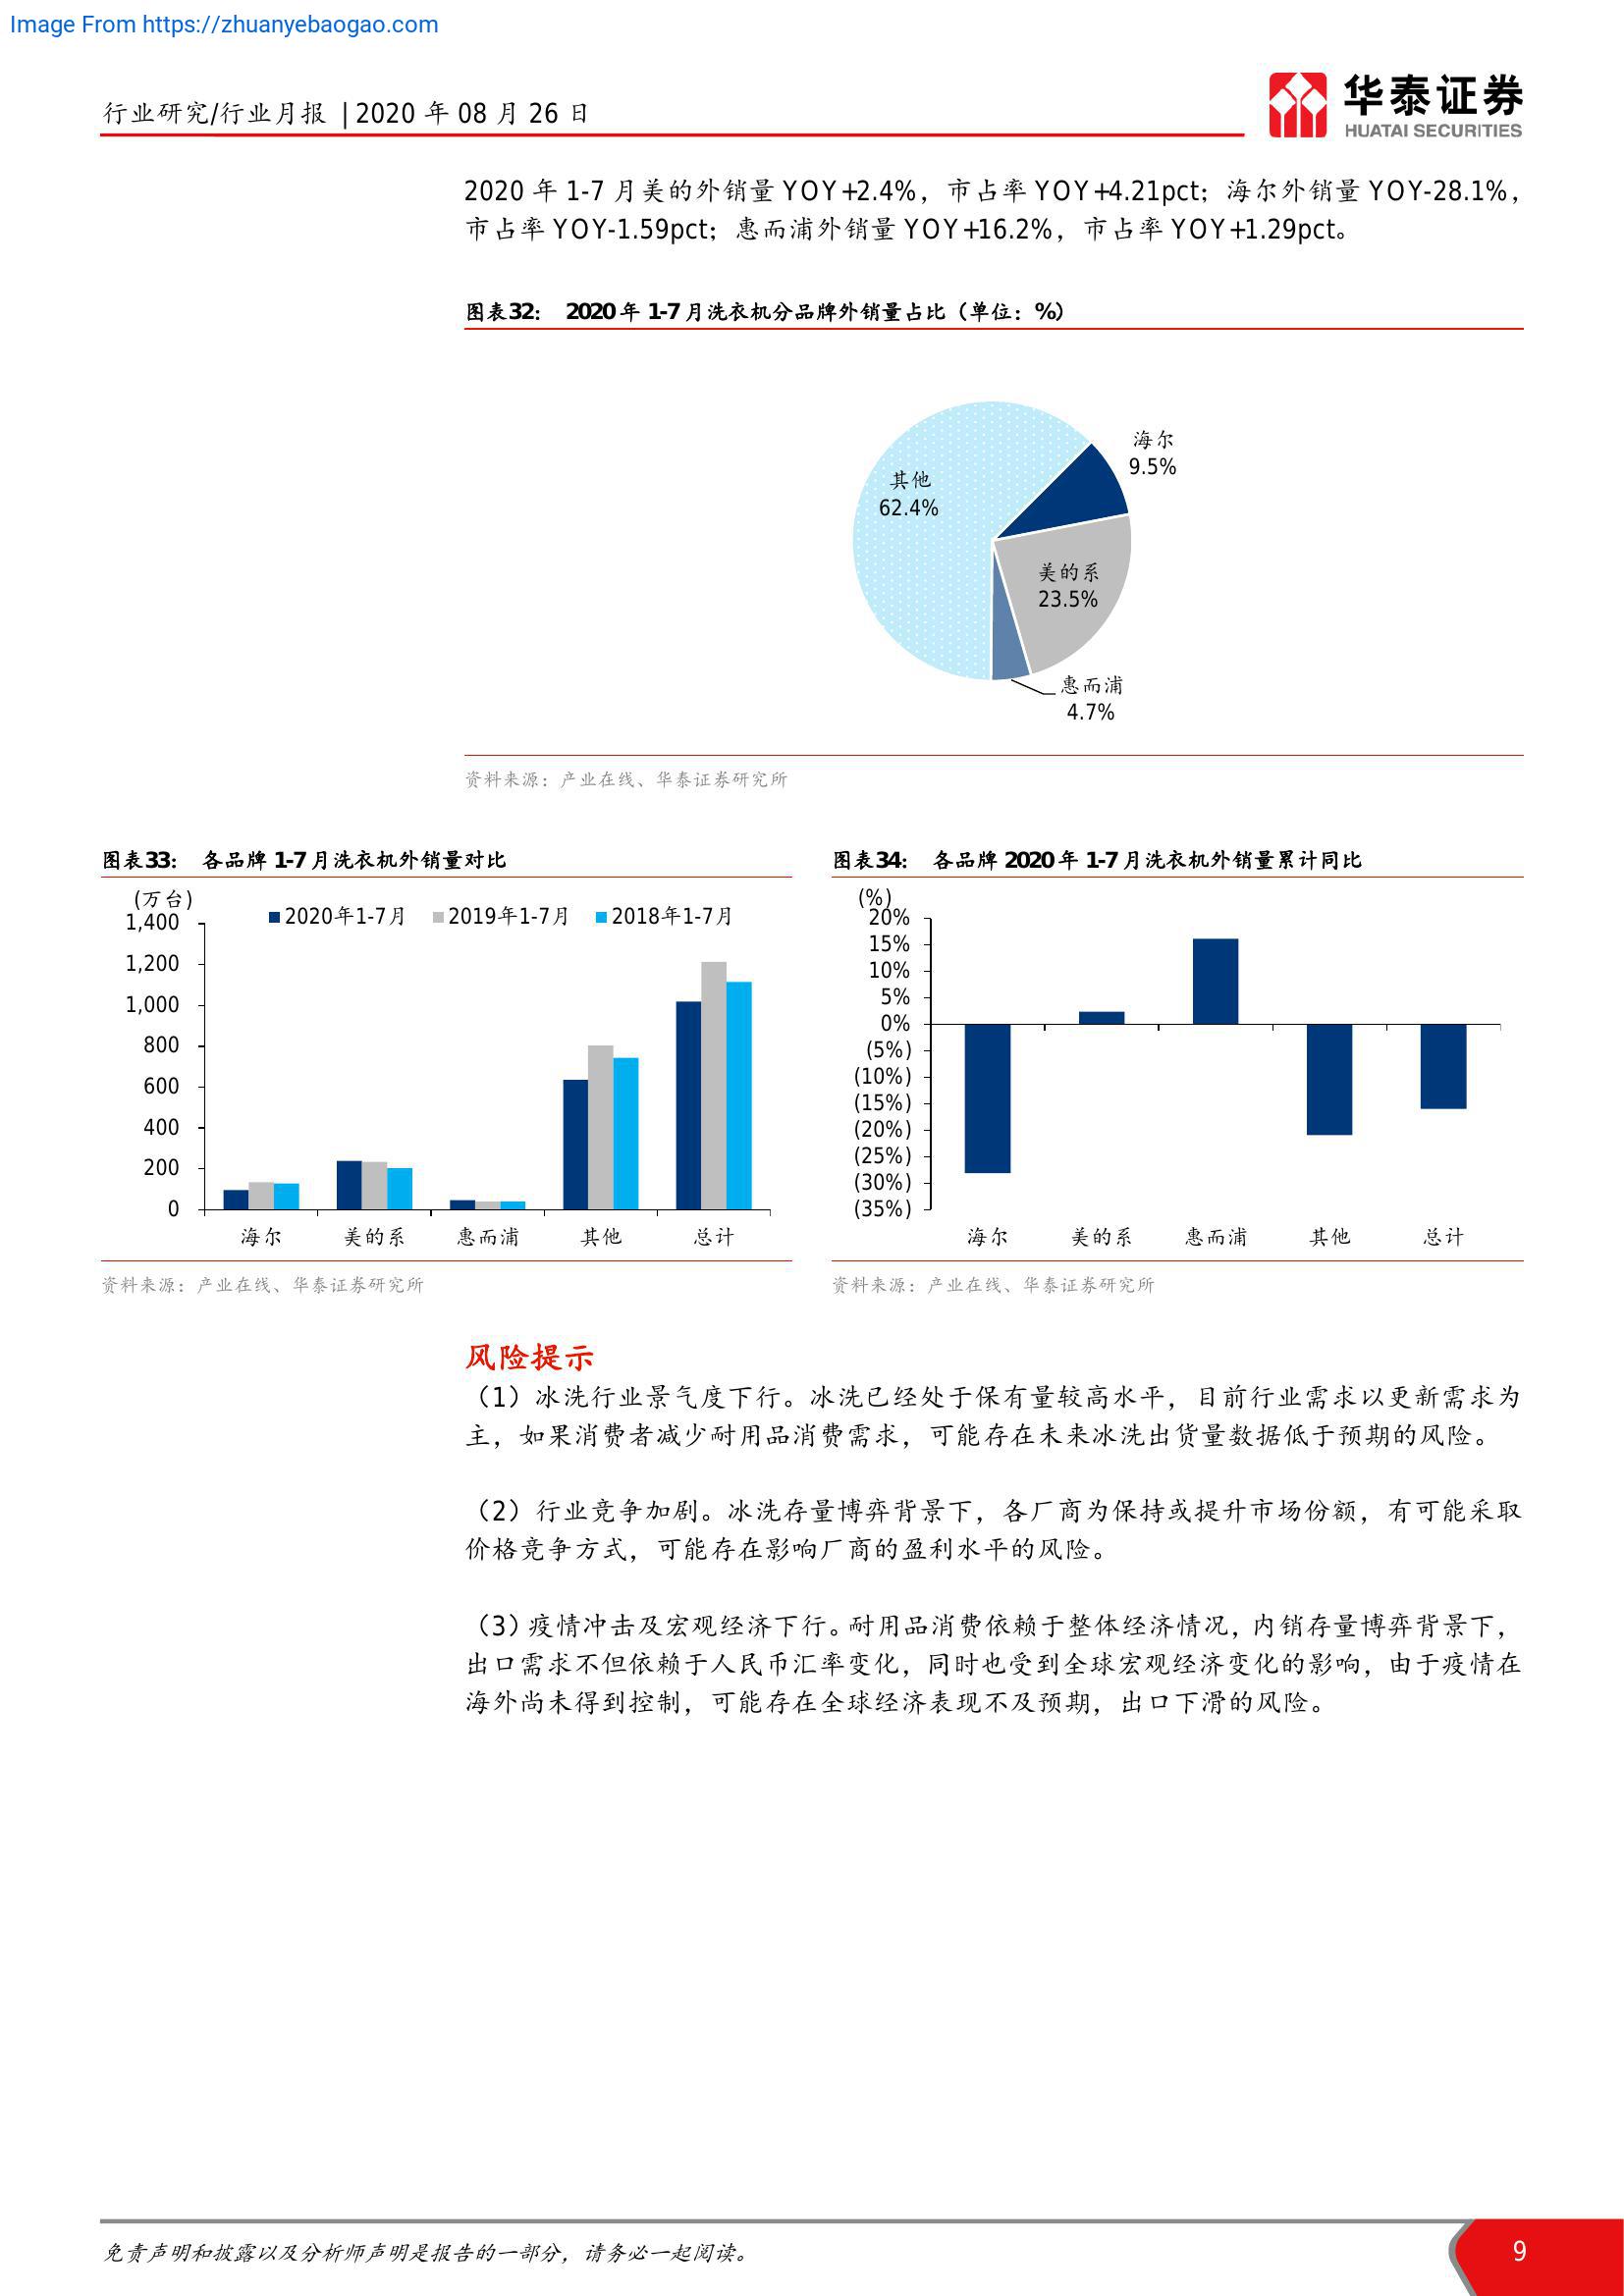 Image From https://zhuanyebaogao.com
行业研究/行业月报 | 2020 年 08 月 26 日
华泰证券
HUATAI SECURITIES
2020 年 1-7 月美的外销量 YOY+2.4%，市占率 YOY+4.21pct；海尔外销量 YOY-28.1%，
市占率 YOY-1.59pct；惠而浦外销量 YOY+16.2%，市占率 YOY+1.29pct。
图表32： 2020 年 1-7 月洗衣机分品牌外销量占比（单位：%）
海尔
9.5%
其他
62.4%
美的系
23.5%
惠而浦
4.7%
资料来源：产业在线、华泰证券研究所
图表33： 各品牌 1-7 月洗衣机外销量对比
(万台)
2020年1-7月 2019年1-7月 2018年1-7月
1,400
1,200
1,000
800
600
400
200
0
海尔 美的系 惠而浦 其他 总计
资料来源：产业在线、华泰证券研究所
图表34： 各品牌 2020 年 1-7 月洗衣机外销量累计同比
(%)
20%
15%
10%
5%
0%
(5%)
(10%)
(15%)
(20%)
(25%)
(30%)
(35%)
海尔 美的系 惠而浦 其他 总计
资料来源：产业在线、华泰证券研究所
风险提示
（1）冰洗行业景气度下行。冰洗已经处于保有量较高水平，目前行业需求以更新需求为
主，如果消费者减少耐用品消费需求，可能存在未来冰洗出货量数据低于预期的风险。
（2）行业竞争加剧。冰洗存量博弈背景下，各厂商为保持或提升市场份额，有可能采取
价格竞争方式，可能存在影响厂商的盈利水平的风险。
（3）疫情冲击及宏观经济下行。耐用品消费依赖于整体经济情况，内销存量博弈背景下，
出口需求不但依赖于人民币汇率变化，同时也受到全球宏观经济变化的影响，由于疫情在
海外尚未得到控制，可能存在全球经济表现不及预期，出口下滑的风险。
免责声明和披露以及分析师声明是报告的一部分，请务必一起阅读。
9